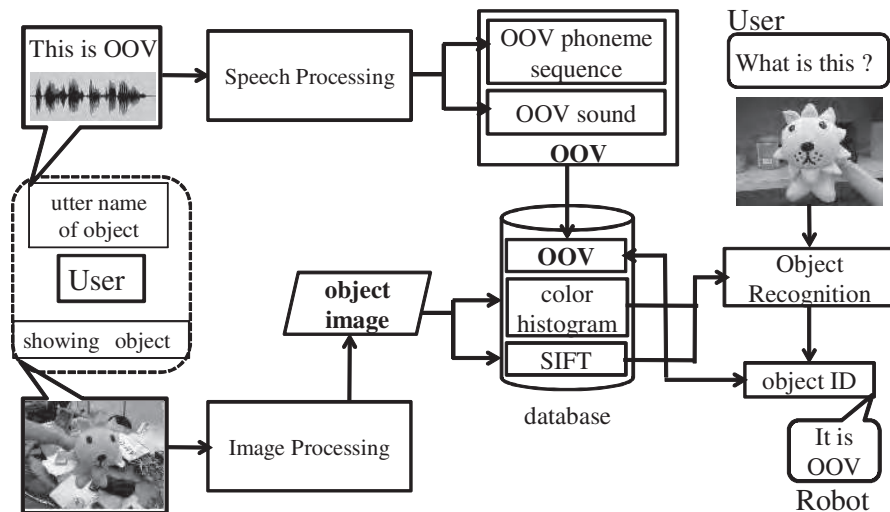 This is OOV
Speech Processing
OOV phoneme
sequence
OOV sound
OOV
User
What is this ?
utter name
of object
User
showing object
object
image
OOV
color
histogram
SIFT
database
Object
Recognition
object ID
Image Processing
It is
OOV
Robot